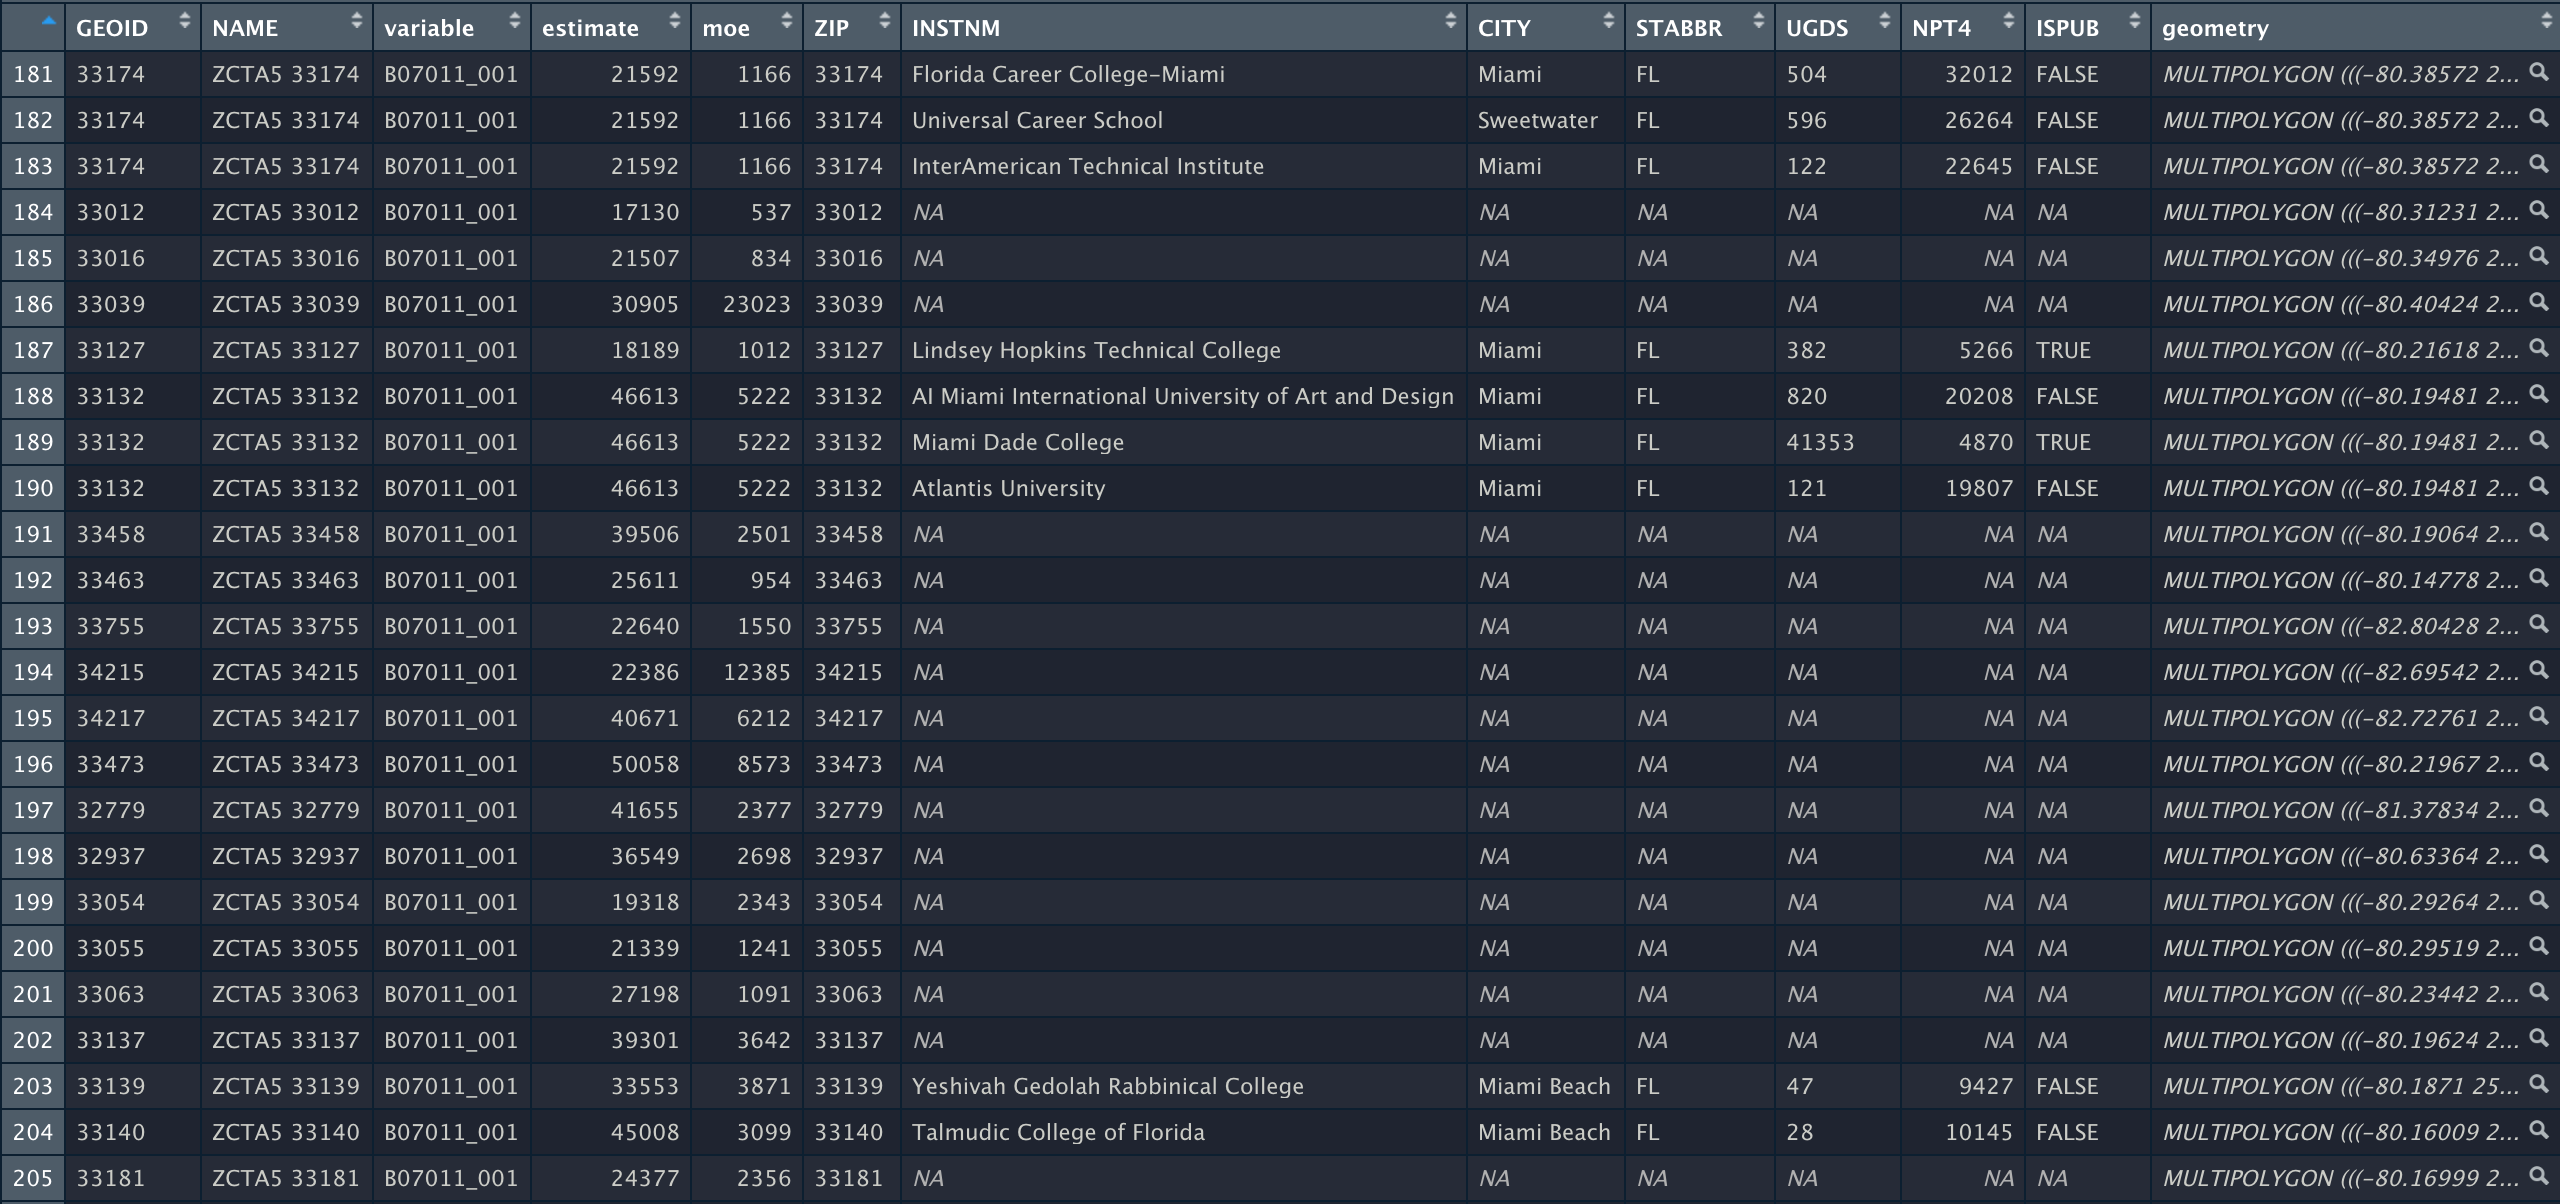 GEOID NAME variable estimate moe ZIP INSTNM CITY STABBR UGDS NPT4 ISPUB geometry
181 33174 ZCTA5 33174 B07011_001 21592 1166 33174 Florida Career College-Miami Miami FL 504 32012 FALSE MULTIPOLYGON (((-80.38572 2...
182 33174 ZCTA5 33174 B07011_001 21592 1166 33174 Universal Career School Sweetwater FL 596 26264 FALSE MULTIPOLYGON (((-80.38572 2...
183 33174 ZCTA5 33174 B07011_001 21592 1166 33174 InterAmerican Technical Institute Miami FL 122 22645 FALSE MULTIPOLYGON (((-80.38572 2...
184 33012 ZCTA5 33012 B07011_001 17130 537 33012 NA NA NA NA NA NA MULTIPOLYGON (((-80.31231 2...
185 33016 ZCTA5 33016 B07011_001 21507 834 33016 NA NA NA NA NA NA MULTIPOLYGON (((-80.34976 2...
186 33039 ZCTA5 33039 B07011_001 30905 23023 33039 NA NA NA NA NA NA MULTIPOLYGON (((-80.40424 2...
187 33127 ZCTA5 33127 B07011_001 18189 1012 33127 Lindsey Hopkins Technical College Miami FL 382 5266 TRUE MULTIPOLYGON (((-80.21618 2...
188 33132 ZCTA5 33132 B07011_001 46613 5222 33132 AI Miami International University of Art and Design Miami FL 820 20208 FALSE MULTIPOLYGON (((-80.19481 2...
189 33132 ZCTA5 33132 B07011_001 46613 5222 33132 Miami Dade College Miami FL 41353 4870 TRUE MULTIPOLYGON (((-80.19481 2...
190 33132 ZCTA5 33132 B07011_001 46613 5222 33132 Atlantis University Miami FL 121 19807 FALSE MULTIPOLYGON (((-80.19481 2...
191 33458 ZCTA5 33458 B07011_001 39506 2501 33458 NA NA NA NA NA NA MULTIPOLYGON (((-80.19064 2...
192 33463 ZCTA5 33463 B07011_001 25611 954 33463 NA NA NA NA NA NA MULTIPOLYGON (((-80.14778 2...
193 33755 ZCTA5 33755 B07011_001 22640 1550 33755 NA NA NA NA NA NA MULTIPOLYGON (((-82.80428 2...
194 34215 ZCTA5 34215 B07011_001 22386 12385 34215 NA NA NA NA NA NA MULTIPOLYGON (((-82.69542 2...
195 34217 ZCTA5 34217 B07011_001 40671 6212 34217 NA NA NA NA NA NA MULTIPOLYGON (((-82.72761 2...
196 33473 ZCTA5 33473 B07011_001 50058 8573 33473 NA NA NA NA NA NA MULTIPOLYGON (((-80.21967 2...
197 32779 ZCTA5 32779 B07011_001 41655 2377 32779 NA NA NA NA NA NA MULTIPOLYGON (((-81.37834 2...
198 32937 ZCTA5 32937 B07011_001 36549 2698 32937 NA NA NA NA NA NA MULTIPOLYGON (((-80.63364 2...
199 33054 ZCTA5 33054 B07011_001 19318 2343 33054 NA NA NA NA NA NA MULTIPOLYGON (((-80.29264 2...
200 33055 ZCTA5 33055 B07011_001 21339 1241 33055 NA NA NA NA NA NA MULTIPOLYGON (((-80.29519 2...
201 33063 ZCTA5 33063 B07011_001 27198 1091 33063 NA NA NA NA NA NA MULTIPOLYGON (((-80.23442 2...
202 33137 ZCTA5 33137 B07011_001 39301 3642 33137 NA NA NA NA NA NA MULTIPOLYGON (((-80.19624 2...
203 33139 ZCTA5 33139 B07011_001 33553 3871 33139 Yeshivah Gedolah Rabbinical College Miami Beach FL 47 9427 FALSE MULTIPOLYGON (((-80.1871 25...
204 33140 ZCTA5 33140 B07011_001 45008 3099 33140 Talmudic College of Florida Miami Beach FL 28 10145 FALSE MULTIPOLYGON (((-80.16009 2...
205 33181 ZCTA5 33181 B07011_001 24377 2356 33181 NA NA NA NA NA NA MULTIPOLYGON (((-80.16999 2...